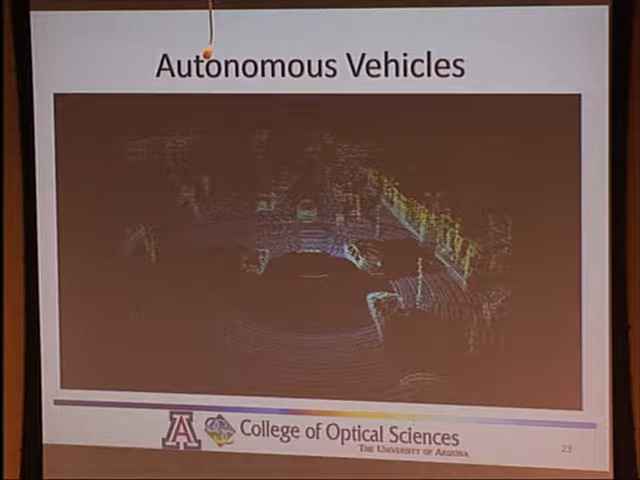 Autonomous Vehicles
A
College of Optical Sciences
THE UNIVERSITY OF ARIZONA
23